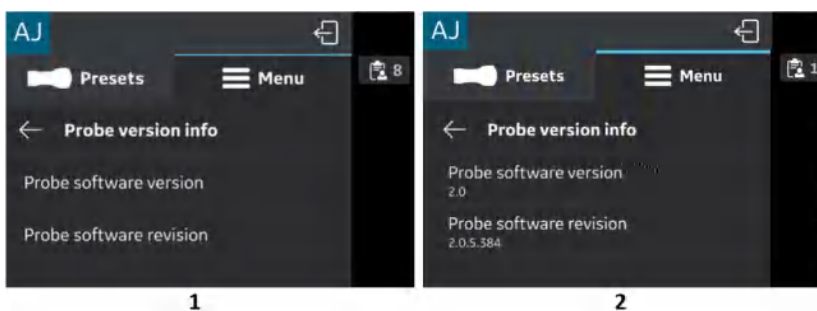 AJ
Presets Menu 8
Probe version info
Probe software version
Probe software revision
1
AJ
Presets Menu 1
Probe version info
Probe software version
2.0
Probe software revision
2.0.5.384
2